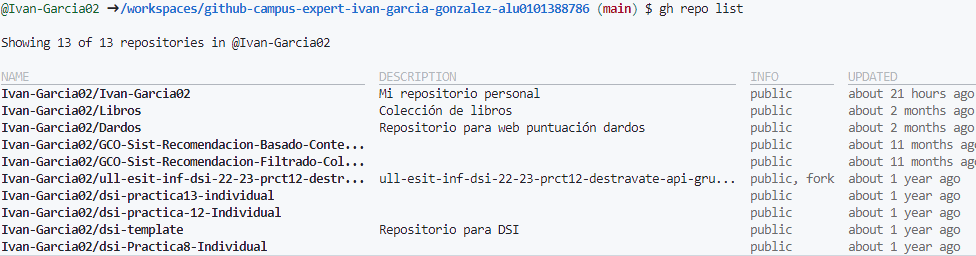 @Ivan-Garcia02 ➜/workspaces/github-campus-expert-ivan-garcia-gonzalez-alu0101388786 (main) $ gh repo list
Showing 13 of 13 repositories in @Ivan-Garcia02
NAME DESCRIPTION INFO UPDATED
Ivan-Garcia02/Ivan-Garcia02 Mi repositorio personal public about 21 hours ago
Ivan-Garcia02/Libros Colección de libros public about 2 months ago
Ivan-Garcia02/Dardos Repositorio para web puntuación dardos public about 2 months ago
Ivan-Garcia02/GCO-Sist-Recomendacion-Basado-Conte... public about 11 months ago
Ivan-Garcia02/GCO-Sist-Recomendacion-Filtrado-Col... public about 11 months ago
Ivan-Garcia02/ull-esit-inf-dsi-22-23-prct12-destr... ull-esit-inf-dsi-22-23-prct12-destravate-api-gru... public, fork about 1 year ago
Ivan-Garcia02/dsi-practica13-individual public about 1 year ago
Ivan-Garcia02/dsi-practica-12-Individual public about 1 year ago
Ivan-Garcia02/dsi-template Repositorio para DSI public about 1 year ago
Ivan-Garcia02/dsi-Practica8-Individual public about 1 year ago